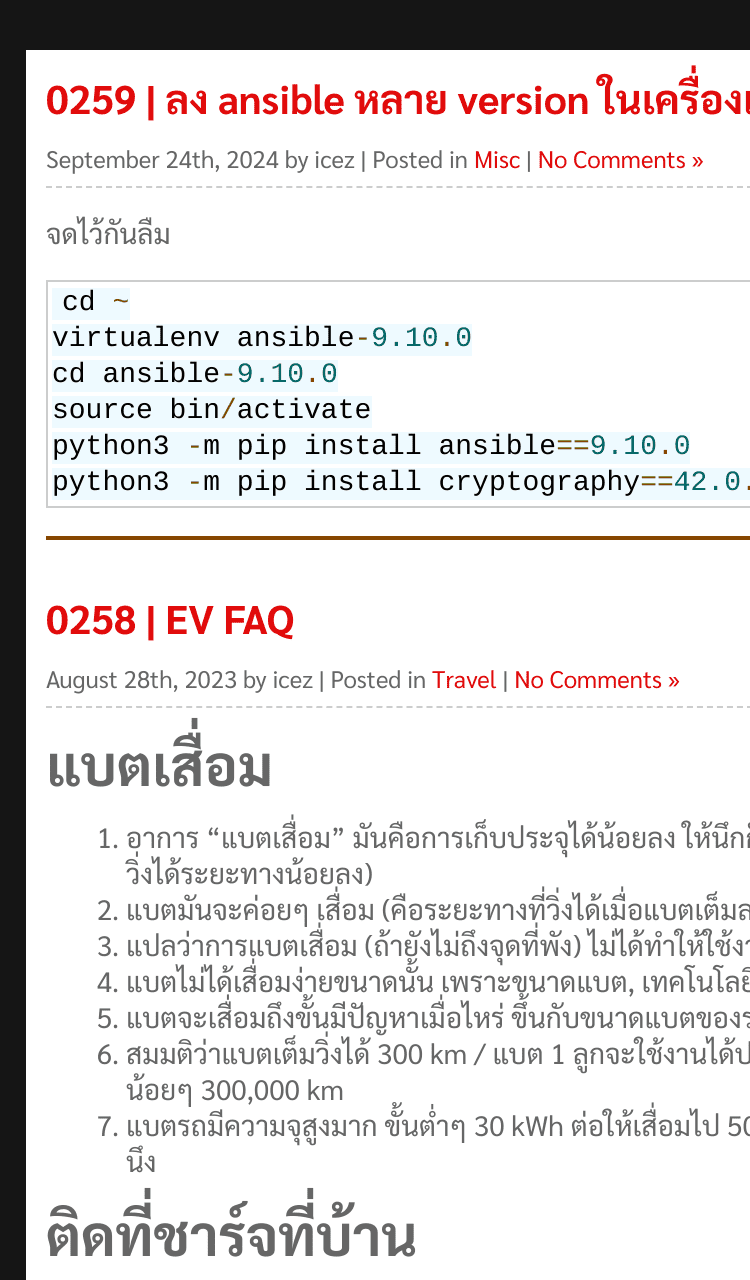 0259 | ลง ansible หลาย version ในเครื่อง
September 24th, 2024 by icez | Posted in Misc | No Comments »
จดไว้กันลืม
cd ~
virtualenv ansible-9.10.0
cd ansible-9.10.0
source bin/activate
python3 -m pip install ansible==9.10.0
python3 -m pip install cryptography==42.0.
0258 | EV FAQ
August 28th, 2023 by icez | Posted in Travel | No Comments »
แบตเสื่อม
1. อาการ “แบตเสื่อม” มันคือการเก็บประจุได้น้อยลง ให้นึก
วิ่งได้ระยะทางน้อยลง)
2. แบตมันจะค่อยๆ เสื่อม (คือระยะทางที่วิ่งได้เมื่อแบตเต็ม
3. แปลว่าการแบตเสื่อม (ถ้ายังไม่ถึงจุดที่พัง) ไม่ได้ทำให้ใช้
4. แบตไม่ได้เสื่อมง่ายขนาดนั้น เพราะขนาดแบต, เทคโนโลยี
5. แบตจะเสื่อมถึงขั้นมีปัญหาเมื่อไหร่ ขึ้นกับขนาดแบตของ
6. สมมติว่าแบตเต็มวิ่งได้ 300 km / แบต 1 ลูกจะใช้งานได้
น้อยๆ 300,000 km
7. แบตรถมีความจุสูงมาก ขั้นต่ำๆ 30 kWh ต่อให้เสื่อมไป 50
นึง
ติดที่ชาร์จที่บ้าน